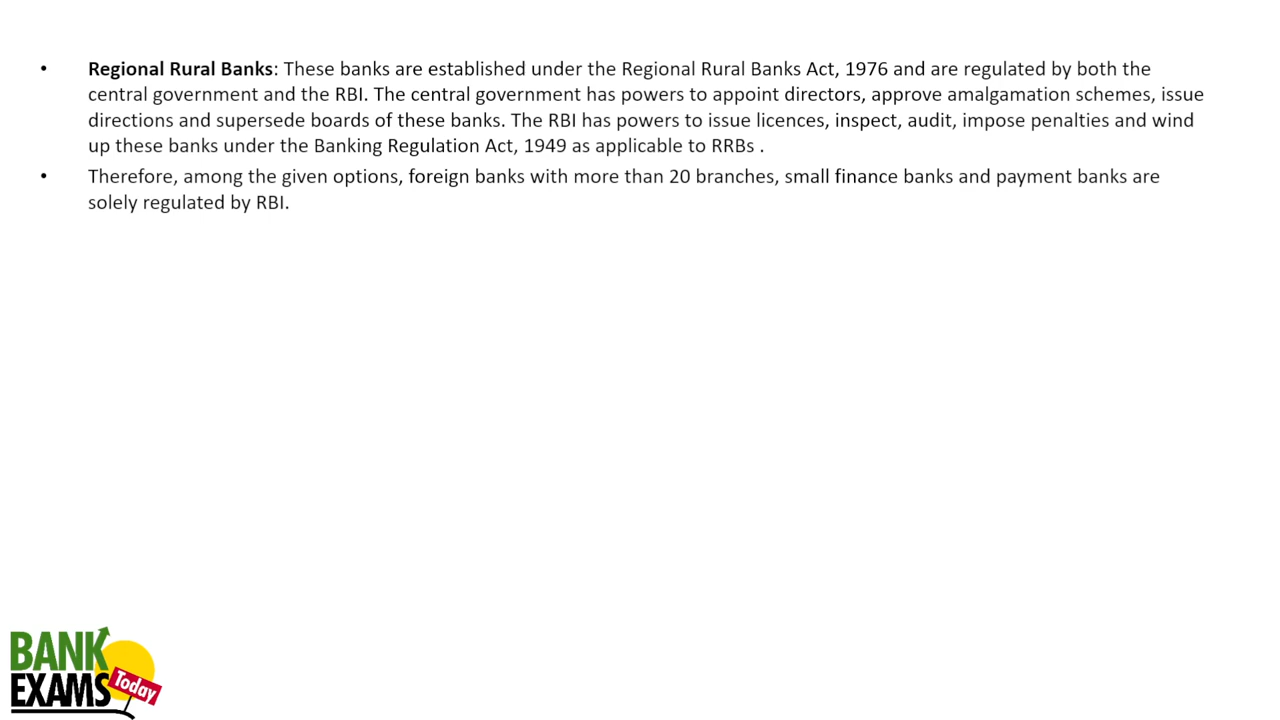 • Regional Rural Banks: These banks are established under the Regional Rural Banks Act, 1976 and are regulated by both the
central government and the RBI. The central government has powers to appoint directors, approve amalgamation schemes, issue
directions and supersede boards of these banks. The RBI has powers to issue licences, inspect, audit, impose penalties and wind
up these banks under the Banking Regulation Act, 1949 as applicable to RRBs .
• Therefore, among the given options, foreign banks with more than 20 branches, small finance banks and payment banks are
solely regulated by RBI.
BANK
EXAMS
Today